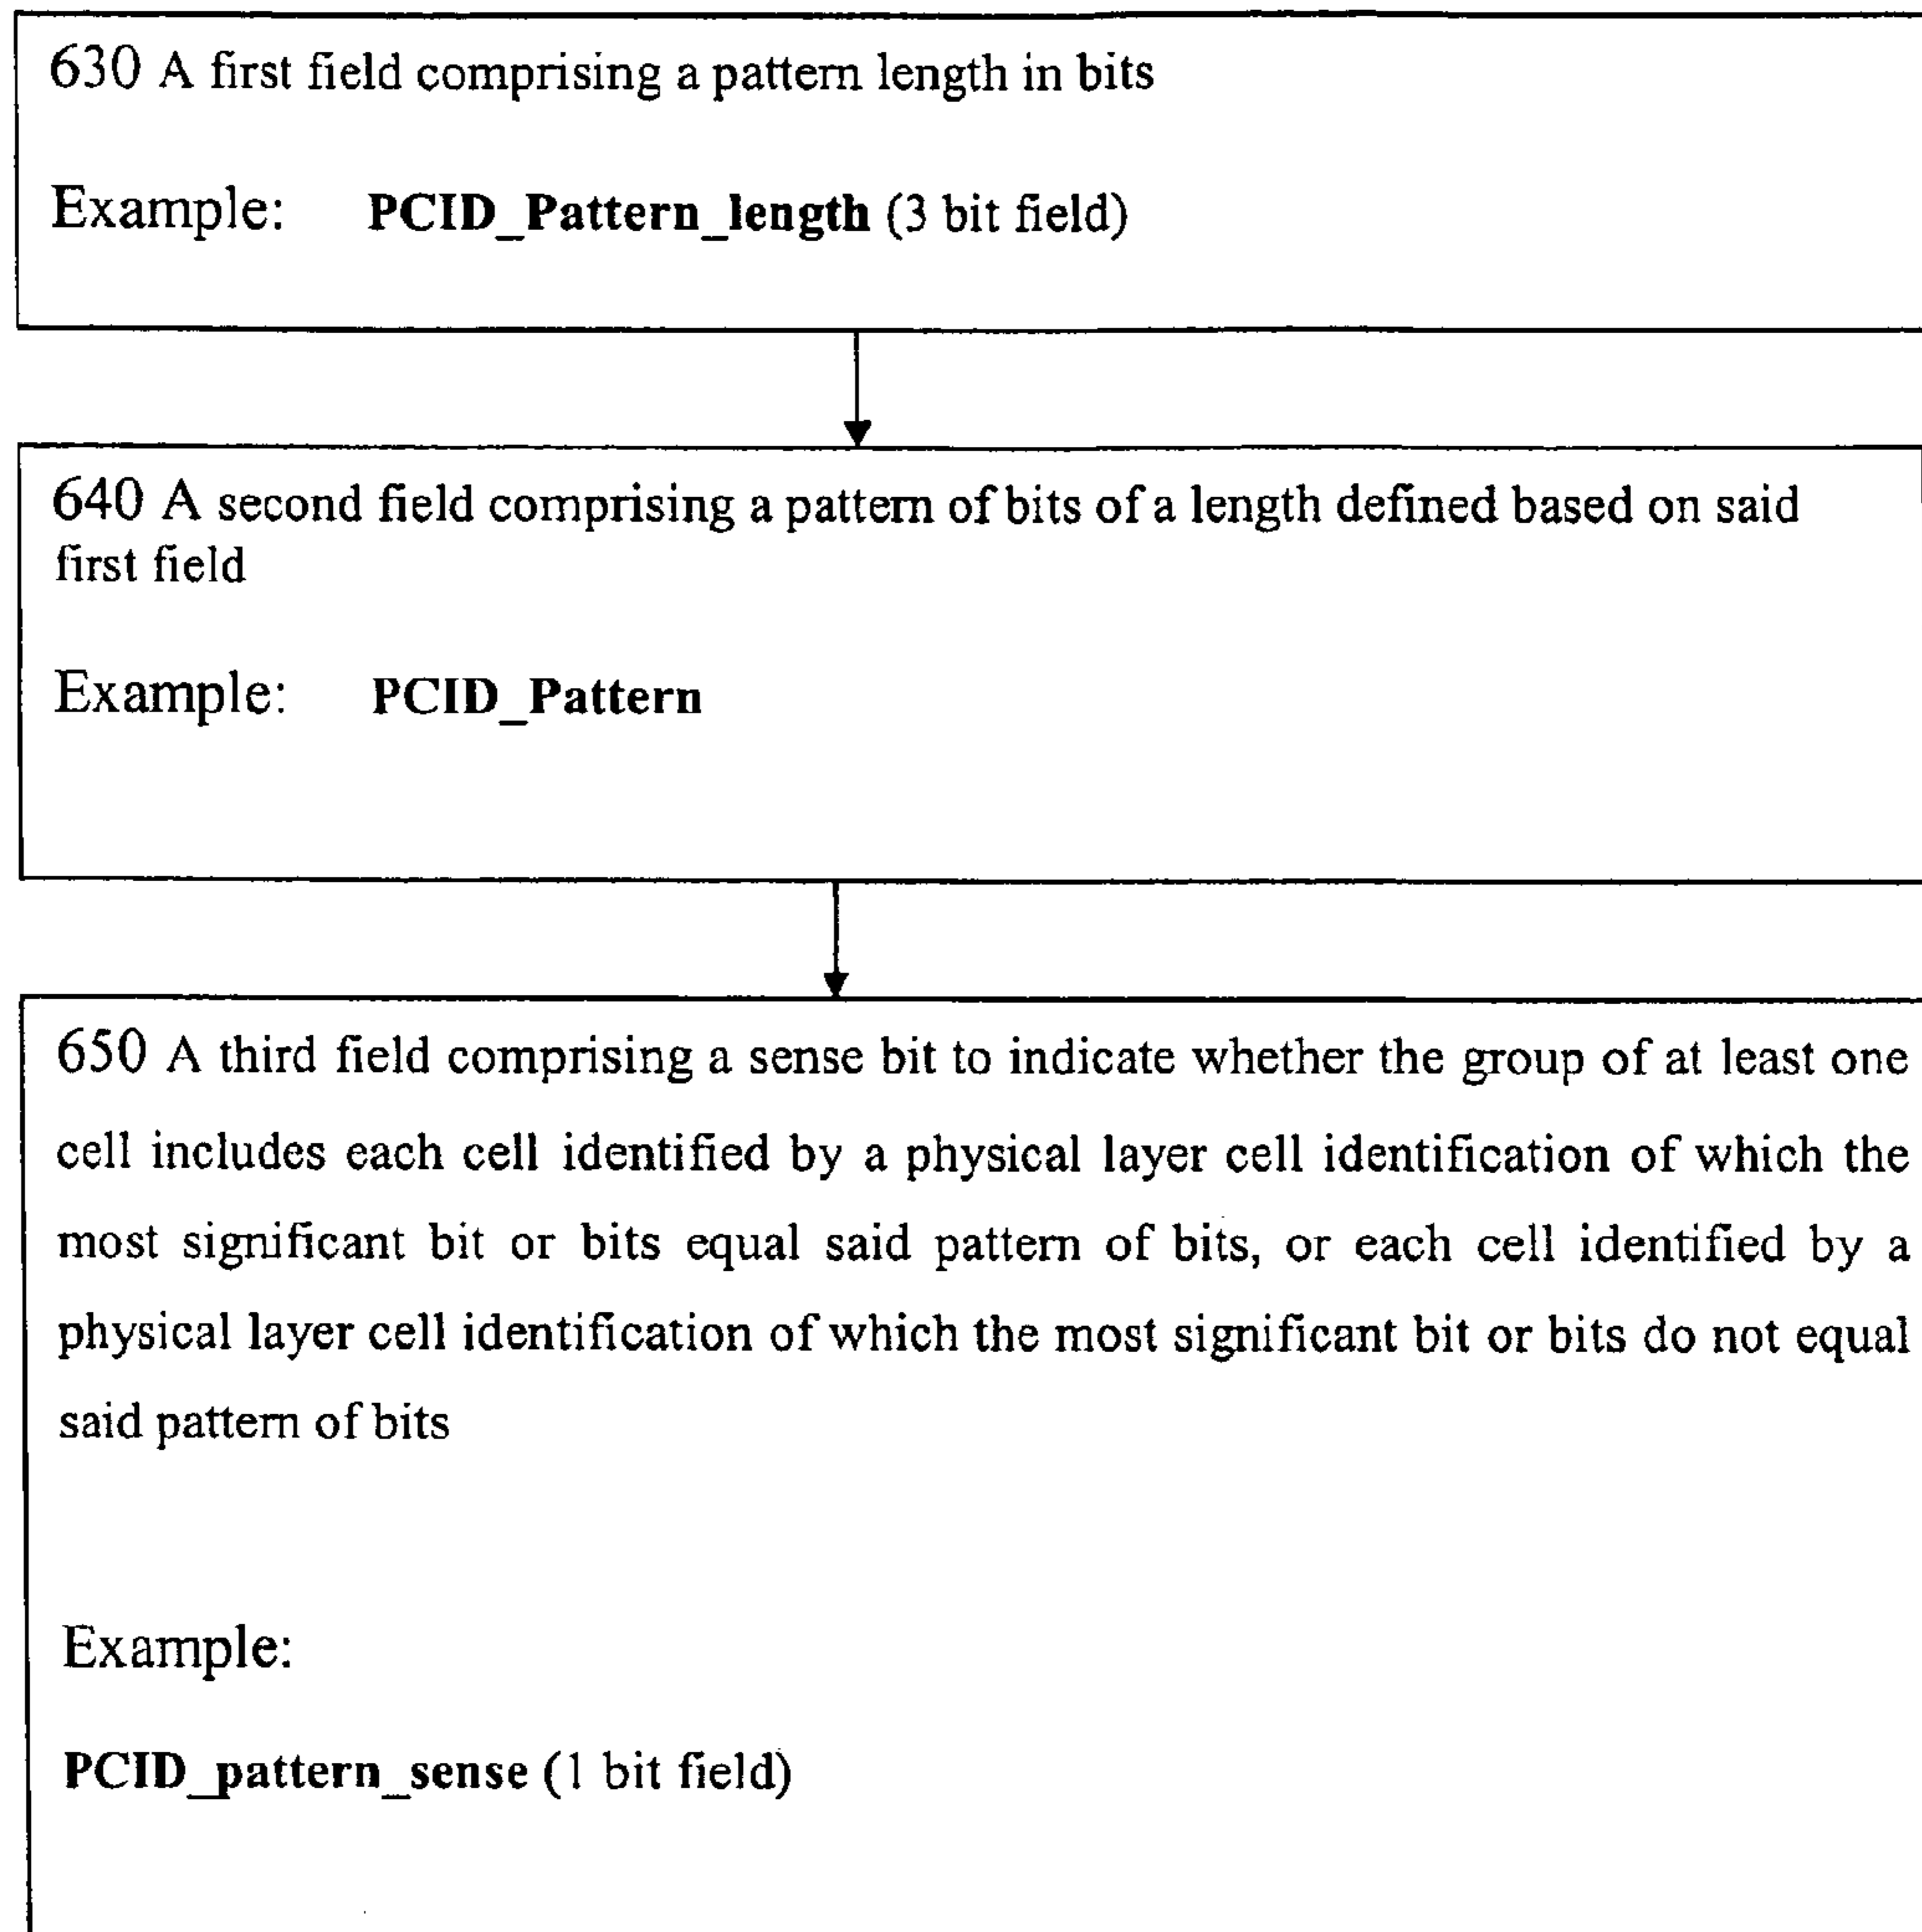 630 A first field comprising a pattern length in bits
Example: PCID_Pattern_length (3 bit field)
640 A second field comprising a pattern of bits of a length defined based on said
first field
Example: PCID_Pattern
650 A third field comprising a sense bit to indicate whether the group of at least one
cell includes each cell identified by a physical layer cell identification of which the
most significant bit or bits equal said pattern of bits, or each cell identified by a
physical layer cell identification of which the most significant bit or bits do not equal
said pattern of bits
Example:
PCID_pattern_sense (1 bit field)